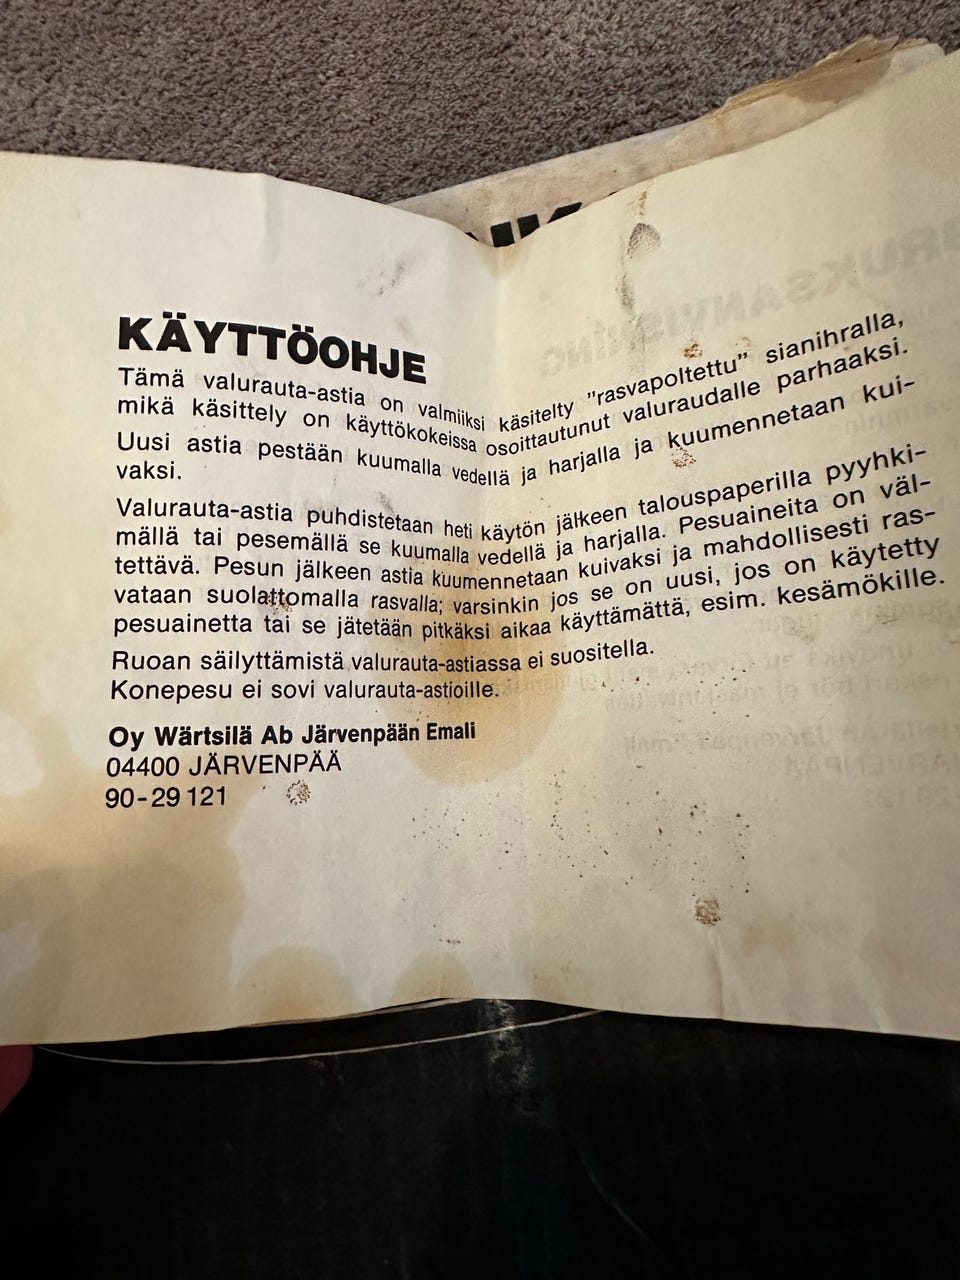 KÄYTTÖOHJE
Tämä valurauta-astia on valmiiksi käsitelty "rasvapoltettu" sianihralla,
mikä käsittely on käyttökokeissa osoittautunut valuraudalle parhaaksi.
Uusi astia pestään kuumalla vedellä ja harjalla ja kuumennetaan kui-
vaksi.
Valurauta-astia puhdistetaan heti käytön jälkeen talouspaperilla pyyhki-
mällä tai pesemällä se kuumalla vedellä ja harjalla. Pesuaineita on väl-
tettävä. Pesun jälkeen astia kuumennetaan kuivaksi ja mahdollisesti ras-
vataan suolattomalla rasvalla; varsinkin jos se on uusi, jos on käytetty
pesuainetta tai se jätetään pitkäksi aikaa käyttämättä, esim. kesämökille.
Ruoan säilyttämistä valurauta-astiassa ei suositella.
Konepesu ei sovi valurauta-astioille.
Oy Wärtsilä Ab Järvenpään Emali
04400 JÄRVENPÄÄ
90-29 121